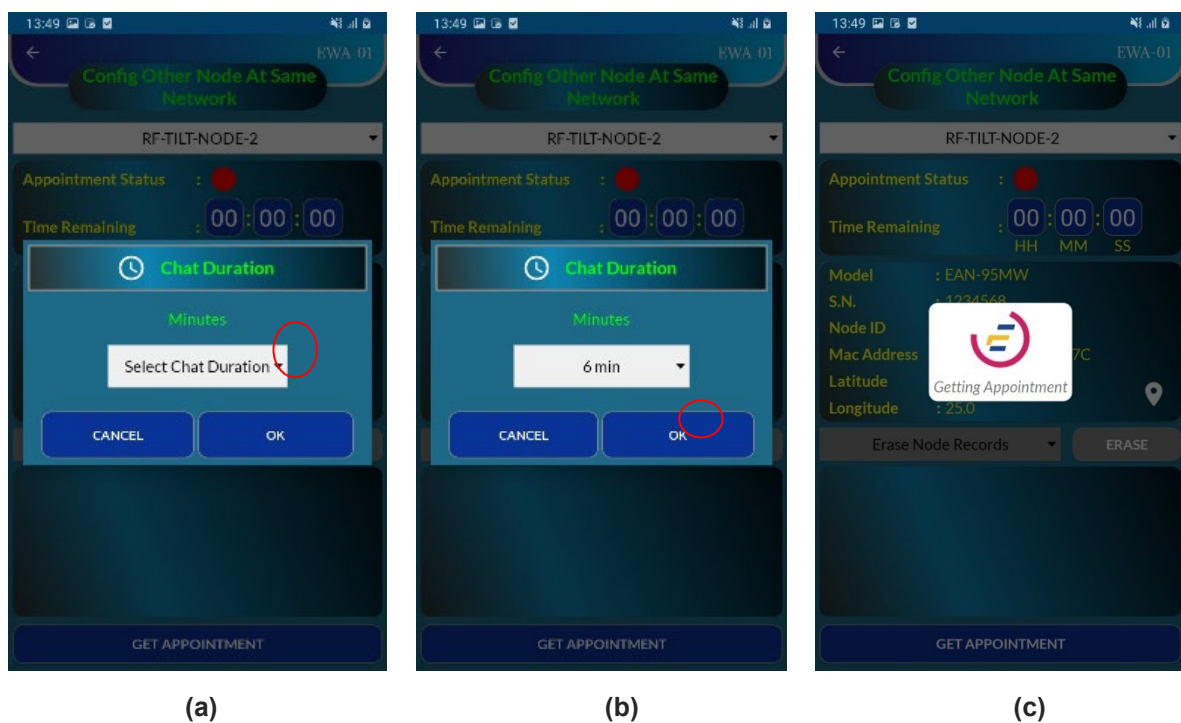 13:49
EWA 01
Config Other Node At Same
Network
RF-TILT-NODE-2
Appointment Status :
Time Remaining : 00 : 00 : 00
Chat Duration
Minutes
Select Chat Duration
CANCEL OK
GET APPOINTMENT
(a)
13:49
EWA 01
Config Other Node At Same
Network
RF-TILT-NODE-2
Appointment Status :
Time Remaining : 00 : 00 : 00
Chat Duration
Minutes
6 min
CANCEL OK
GET APPOINTMENT
(b)
13:49
EWA-01
Config Other Node At Same
Network
RF-TILT-NODE-2
Appointment Status :
Time Remaining : 00 : 00 : 00
HH MM SS
Model : EAN-95MW
S.N. : 1234568
Node ID
Mac Address 7C
Latitude
Longitude : 25.0
Getting Appointment
Erase Node Records ERASE
GET APPOINTMENT
(c)